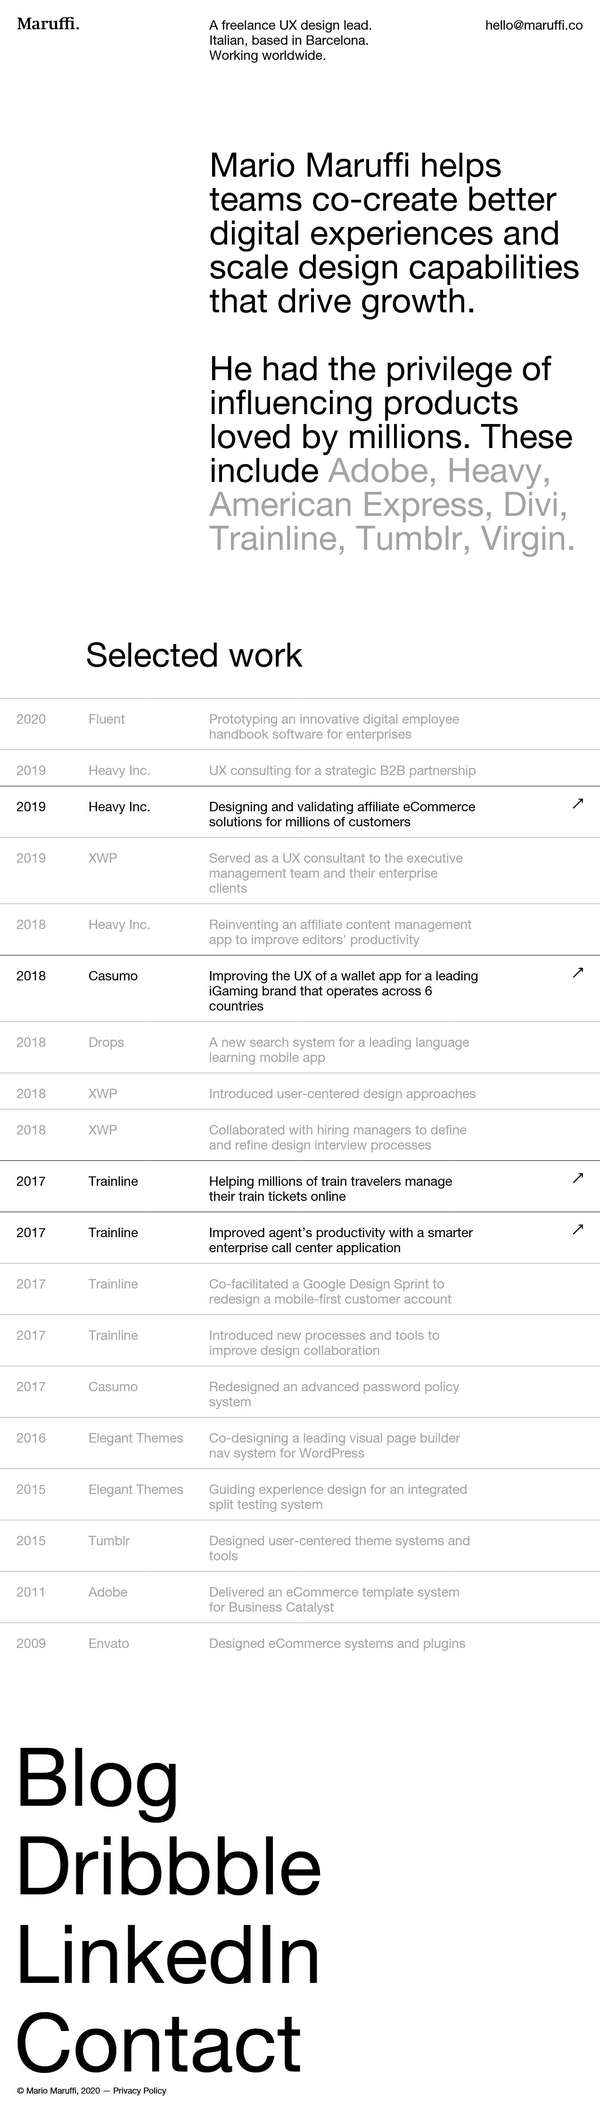 Maruffi.
A freelance UX design lead.
Italian, based in Barcelona.
Working worldwide.
hello@maruffi.co
Mario Maruffi helps
teams co-create better
digital experiences and
scale design capabilities
that drive growth.
He had the privilege of
influencing products
loved by millions. These
include Adobe, Heavy,
American Express, Divi,
Trainline, Tumblr, Virgin.
Selected work
2020 Fluent Prototyping an innovative digital employee
handbook software for enterprises
2019 Heavy Inc. UX consulting for a strategic B2B partnership
2019 Heavy Inc. Designing and validating affiliate eCommerce ↗
solutions for millions of customers
2019 XWP Served as a UX consultant to the executive
management team and their enterprise
clients
2018 Heavy Inc. Reinventing an affiliate content management
app to improve editors' productivity
2018 Casumo Improving the UX of a wallet app for a leading ↗
iGaming brand that operates across 6
countries
2018 Drops A new search system for a leading language
learning mobile app
2018 XWP Introduced user-centered design approaches
2018 XWP Collaborated with hiring managers to define
and refine design interview processes
2017 Trainline Helping millions of train travelers manage ↗
their train tickets online
2017 Trainline Improved agent's productivity with a smarter ↗
enterprise call center application
2017 Trainline Co-facilitated a Google Design Sprint to
redesign a mobile-first customer account
2017 Trainline Introduced new processes and tools to
improve design collaboration
2017 Casumo Redesigned an advanced password policy
system
2016 Elegant Themes Co-designing a leading visual page builder
nav system for WordPress
2015 Elegant Themes Guiding experience design for an integrated
split testing system
2015 Tumblr Designed user-centered theme systems and
tools
2011 Adobe Delivered an eCommerce template system
for Business Catalyst
2009 Envato Designed eCommerce systems and plugins
Blog
Dribbble
LinkedIn
Contact
© Mario Maruffi, 2020 — Privacy Policy